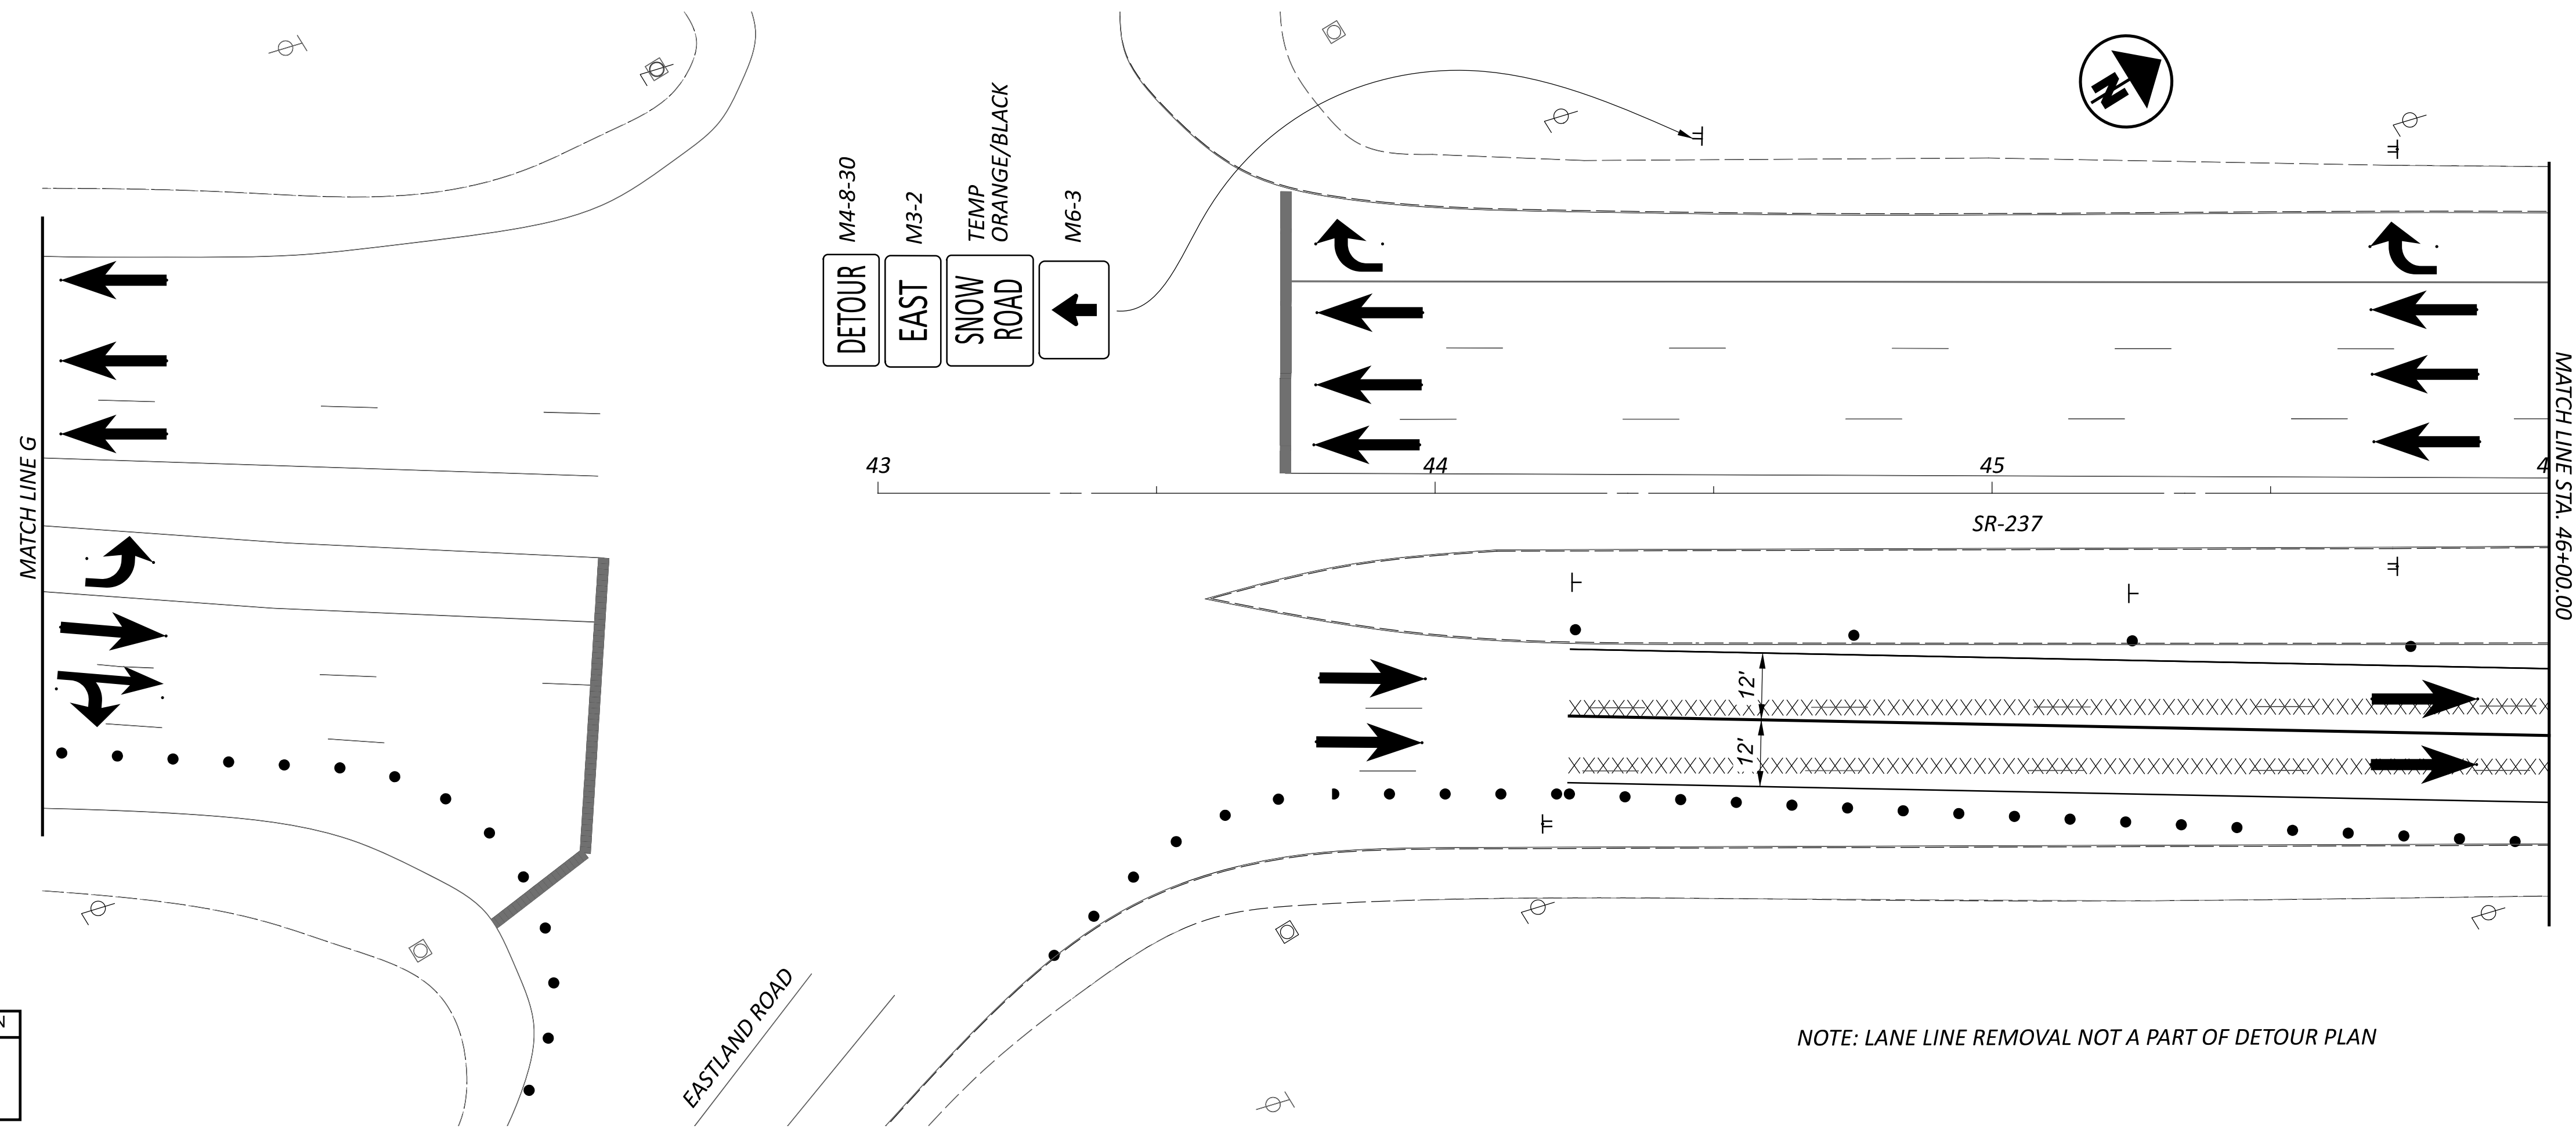 M4-8-30
M3-2
TEMP
ORANGE/BLACK
M6-3
DETOUR
EAST
SNOW
ROAD
N
MATCH LINE G
43
44
45
4
SR-237
MATCH LINE STA. 46+00.00
12'
12'
EASTLAND ROAD
NOTE: LANE LINE REMOVAL NOT A PART OF DETOUR PLAN